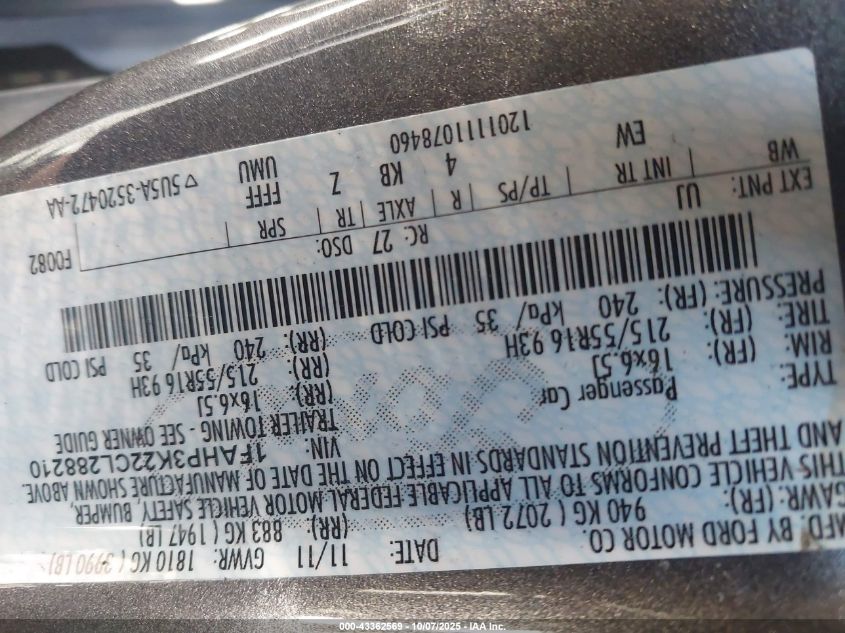 MFD. BY FORD MOTOR CO.
DATE: 11/11 GVWR: 1810 KG ( 3990 LB)
GAWR: (FR): 940 KG ( 2072 LB) (RR): 883 KG ( 1947 LB)
THIS VEHICLE CONFORMS TO ALL APPLICABLE FEDERAL MOTOR VEHICLE SAFETY, BUMPER,
AND THEFT PREVENTION STANDARDS IN EFFECT ON THE DATE OF MANUFACTURE SHOWN ABOVE.
VIN: 1FAHP3K22CL288210
TYPE: Passenger Car TRAILER TOWING - SEE OWNER GUIDE
RIM: (FR): 16x6.5J (RR): 16x6.5J
TIRE: (FR): 215/55R16 93H (RR): 215/55R16 93H
PRESSURE: (FR): 240 kPa/ 35 PSI COLD (RR): 240 kPa/ 35 PSI COLD
EXT PNT: UJ RC: 27 DSO: F0082
WB INT TR TP/PS R AXLE TR SPR
EW 4 KB Z FFFF
UMU
1201111078460 ▽ 5U5A-3520472-AA
000-43362569 • 10/07/2025 - IAA Inc.